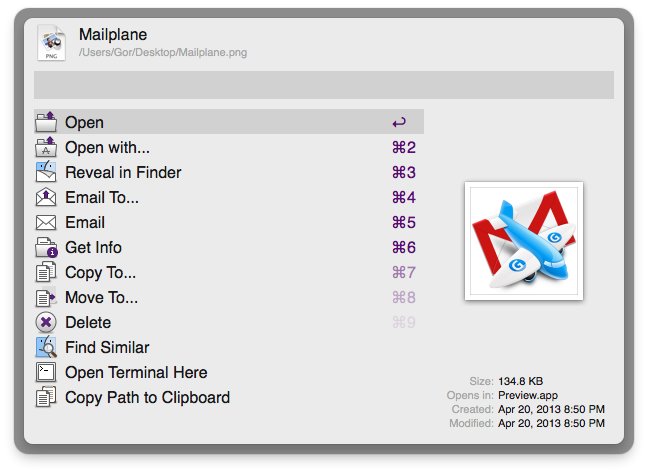 Mailplane
/Users/Gor/Desktop/Mailplane.png
PNG
Open ↩
Open with... ⌘2
Reveal in Finder ⌘3
Email To... ⌘4
Email ⌘5
Get Info ⌘6
Copy To... ⌘7
Move To... ⌘8
Delete ⌘9
Find Similar
Open Terminal Here
Copy Path to Clipboard
G G
Size: 134.8 KB
Opens in: Preview.app
Created: Apr 20, 2013 8:50 PM
Modified: Apr 20, 2013 8:50 PM